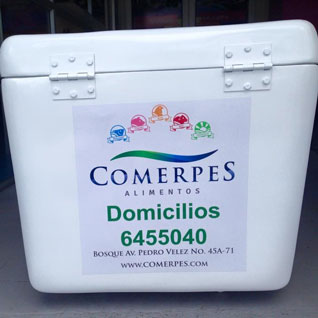 COMERPES
ALIMENTOS
Domicilios
6455040
BOSQUE AV. PEDRO VELEZ NO. 45A-71
WWW.COMERPES.COM